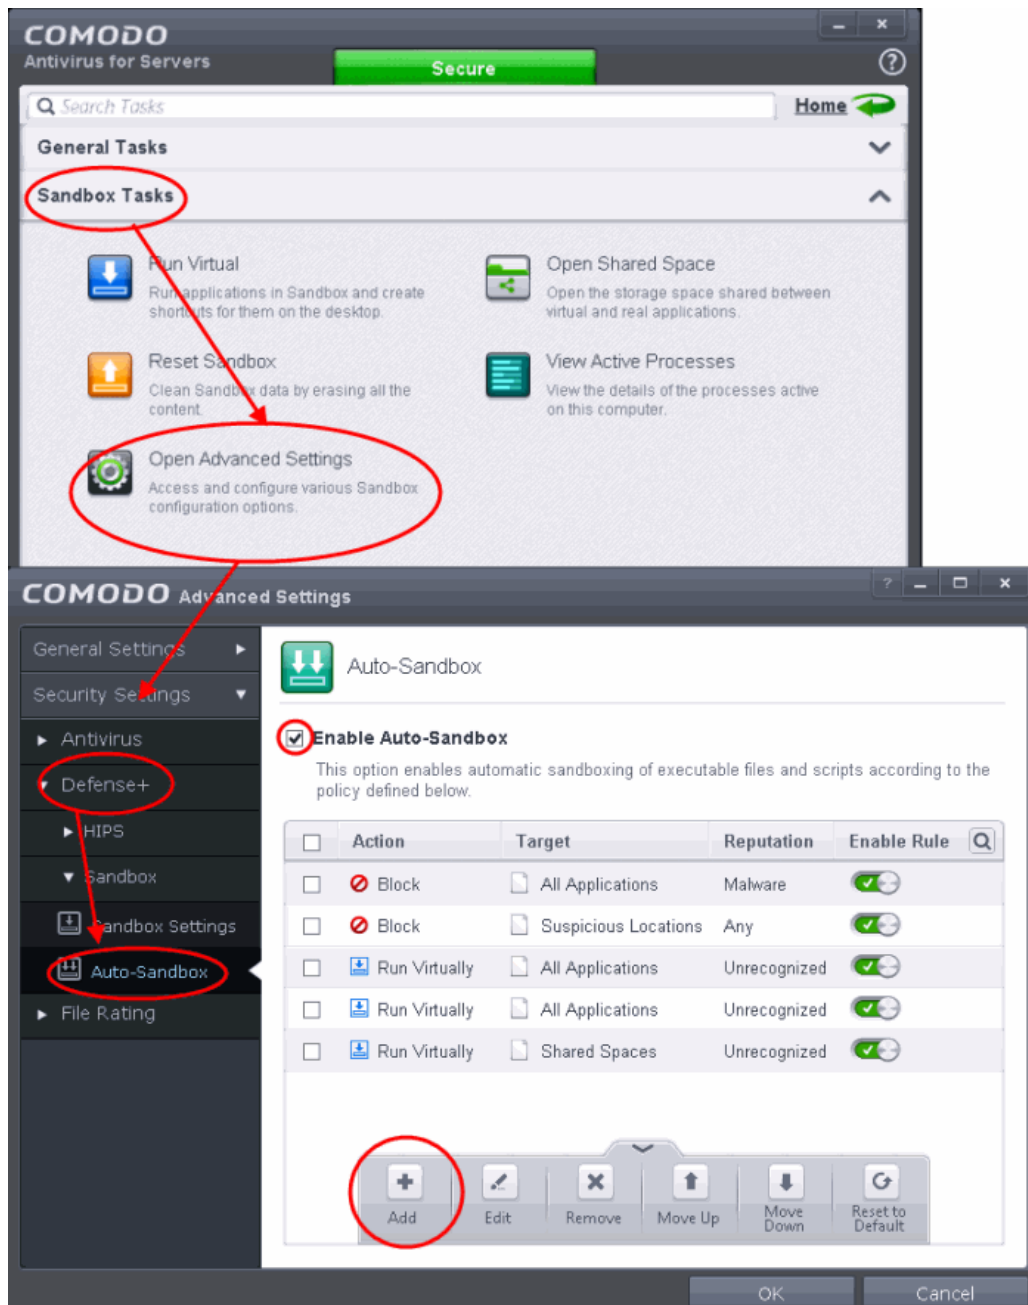 COMODO
Antivirus for Servers
Secure
?
Search Tasks
Home
General Tasks
Sandbox Tasks
Run Virtual
Run applications in Sandbox and create
shortcuts for them on the desktop.
Open Shared Space
Open the storage space shared between
virtual and real applications.
Reset Sandbox
Clean Sandbox data by erasing all the
content.
View Active Processes
View the details of the processes active
on this computer.
Open Advanced Settings
Access and configure various Sandbox
configuration options.
COMODO Advanced Settings
?
General Settings
Security Settings
Antivirus
Defense+
HIPS
Sandbox
Sandbox Settings
Auto-Sandbox
File Rating
Auto-Sandbox
Enable Auto-Sandbox
This option enables automatic sandboxing of executable files and scripts according to the
policy defined below.
Action Target Reputation Enable Rule
Block All Applications Malware
Block Suspicious Locations Any
Run Virtually All Applications Unrecognized
Run Virtually All Applications Unrecognized
Run Virtually Shared Spaces Unrecognized
Add Edit Remove Move Up Move Down Reset to Default
OK Cancel